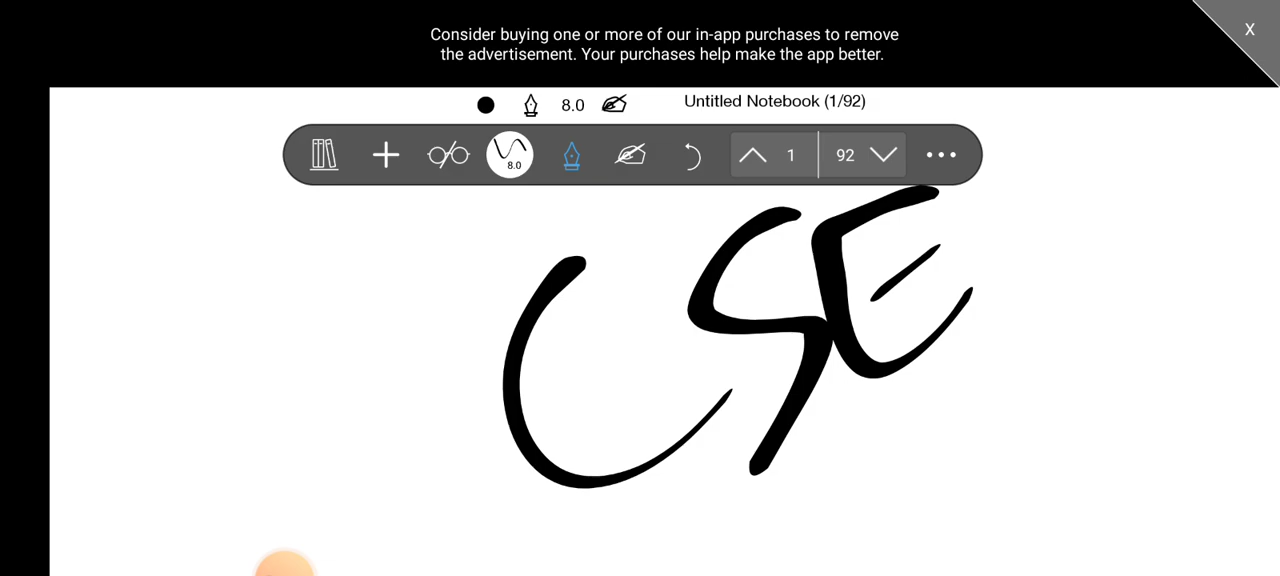 Consider buying one or more of our in-app purchases to remove
the advertisement. Your purchases help make the app better.
X
8.0 Untitled Notebook (1/92)
8.0 1 92
CSE